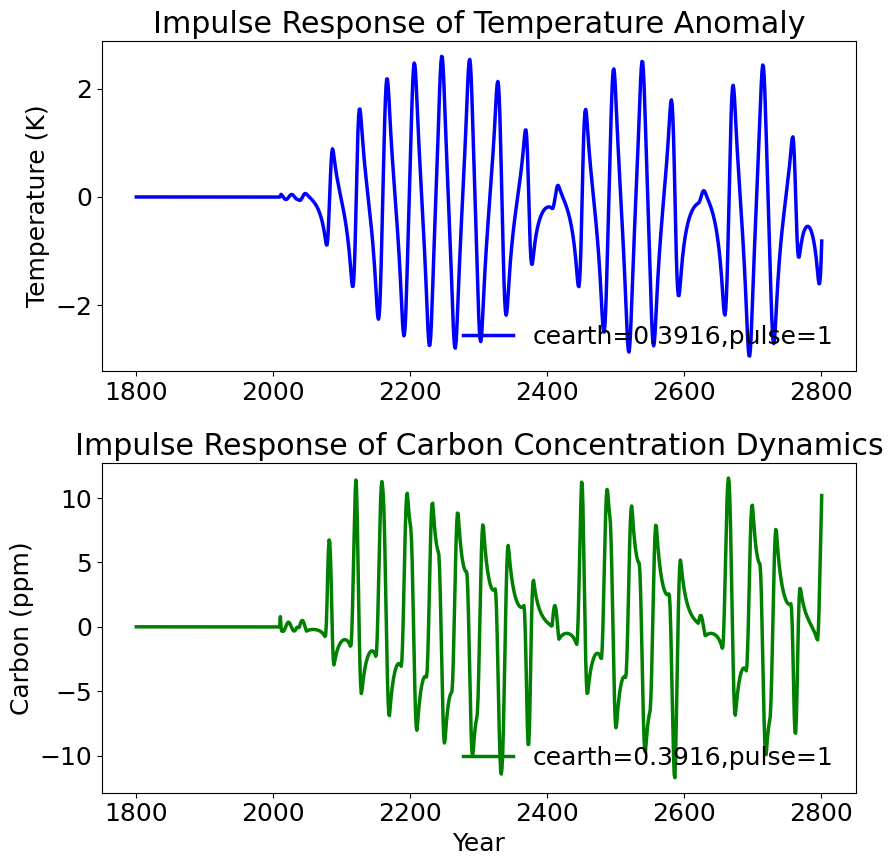 Impulse Response of Temperature Anomaly
Temperature (K)
2
0
−2
cearth=0.3916,pulse=1
1800 2000 2200 2400 2600 2800
Impulse Response of Carbon Concentration Dynamics
Carbon (ppm)
10
5
0
−5
−10
cearth=0.3916,pulse=1
1800 2000 2200 2400 2600 2800
Year